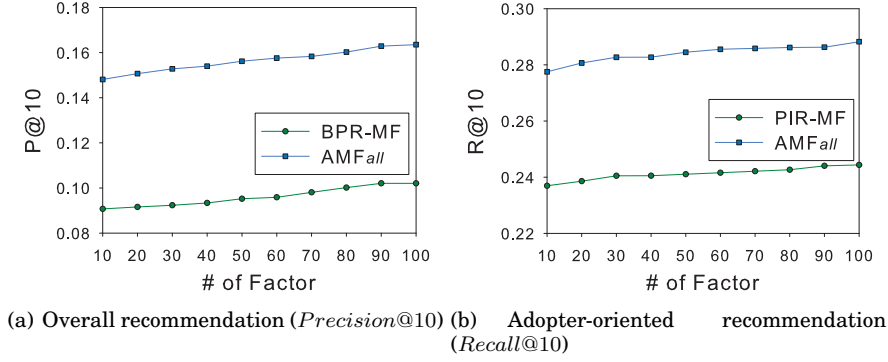 0.18
0.16
0.14
0.12
0.10
0.08
P@10
BPR-MF
AMFall
10 20 30 40 50 60 70 80 90 100
# of Factor
0.30
0.28
0.26
0.24
0.22
R@10
PIR-MF
AMFall
10 20 30 40 50 60 70 80 90 100
# of Factor
(a) Overall recommendation (Precision@10)
(b) Adopter-oriented recommendation
(Recall@10)